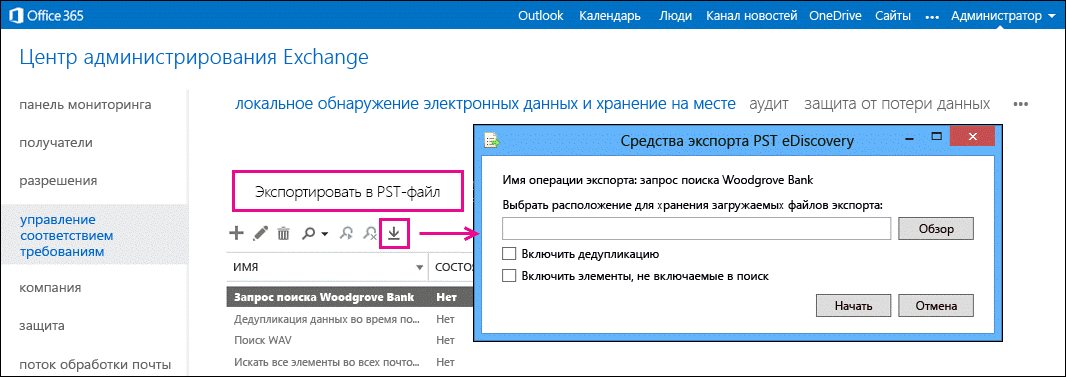 Office 365
Outlook Календарь Люди Канал новостей OneDrive Сайты ••• Администратор
Центр администрирования Exchange
панель мониторинга
получатели
разрешения
управление
соответствием
требованиям
компания
защита
поток обработки почты
локальное обнаружение электронных данных и хранение на месте аудит защита от потери данных •••
Экспортировать в PST-файл
ИМЯ СОСТО
Запрос поиска Woodgrove Bank Нет
Дедупликация данных во время по... Нет
Поиск WAV Нет
Искать все элементы во всех почто... Нет
Средства экспорта PST eDiscovery
Имя операции экспорта: запрос поиска Woodgrove Bank
Выбрать расположение для хранения загружаемых файлов экспорта:
Обзор
Включить дедупликацию
Включить элементы, не включаемые в поиск
Начать Отмена